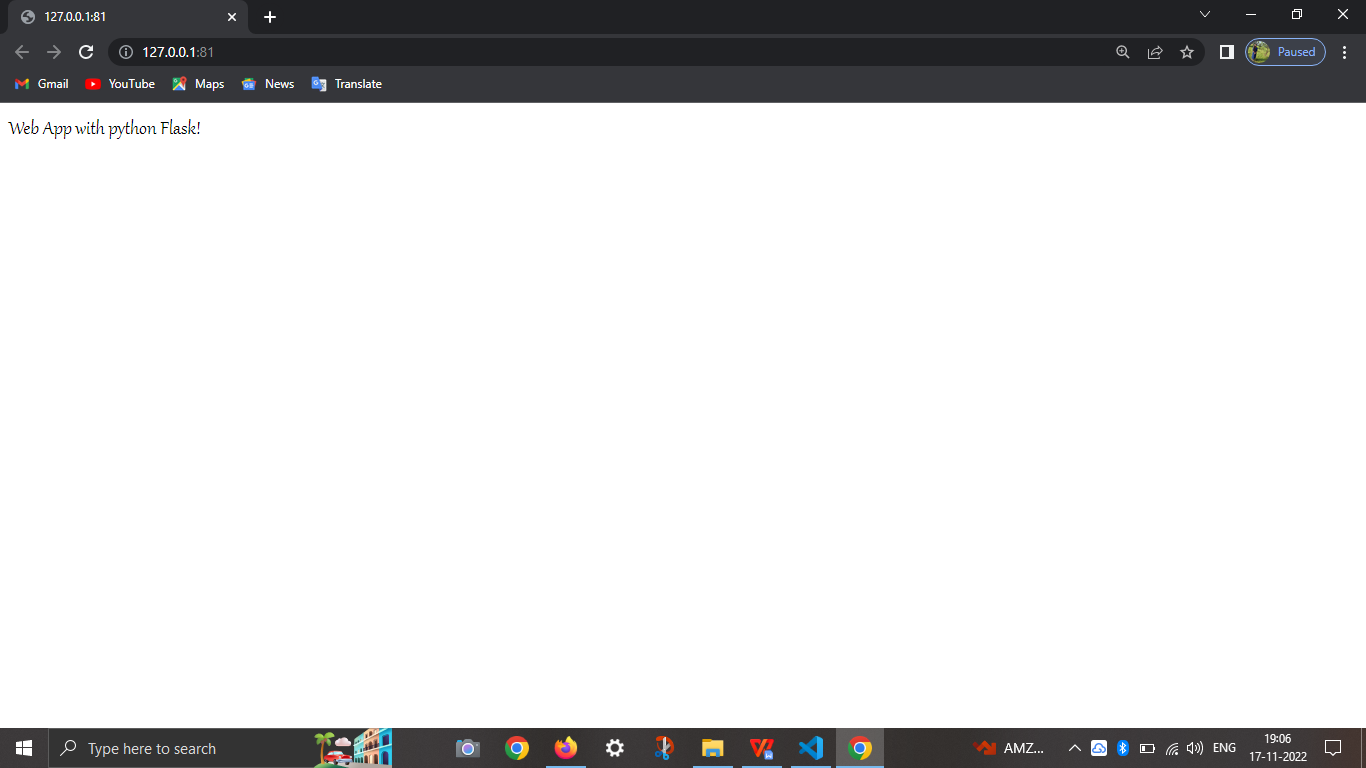 127.0.0.1:81
127.0.0.1:81
Paused
Gmail
YouTube
Maps
News
Translate
Web App with python Flask!
Type here to search
AMZ...
ENG
19:06
17-11-2022